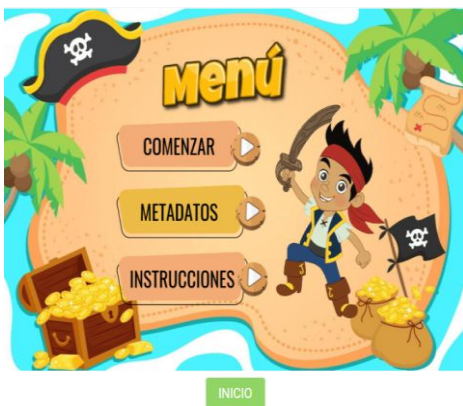 Menú
COMENZAR
METADATOS
INSTRUCCIONES
INICIO